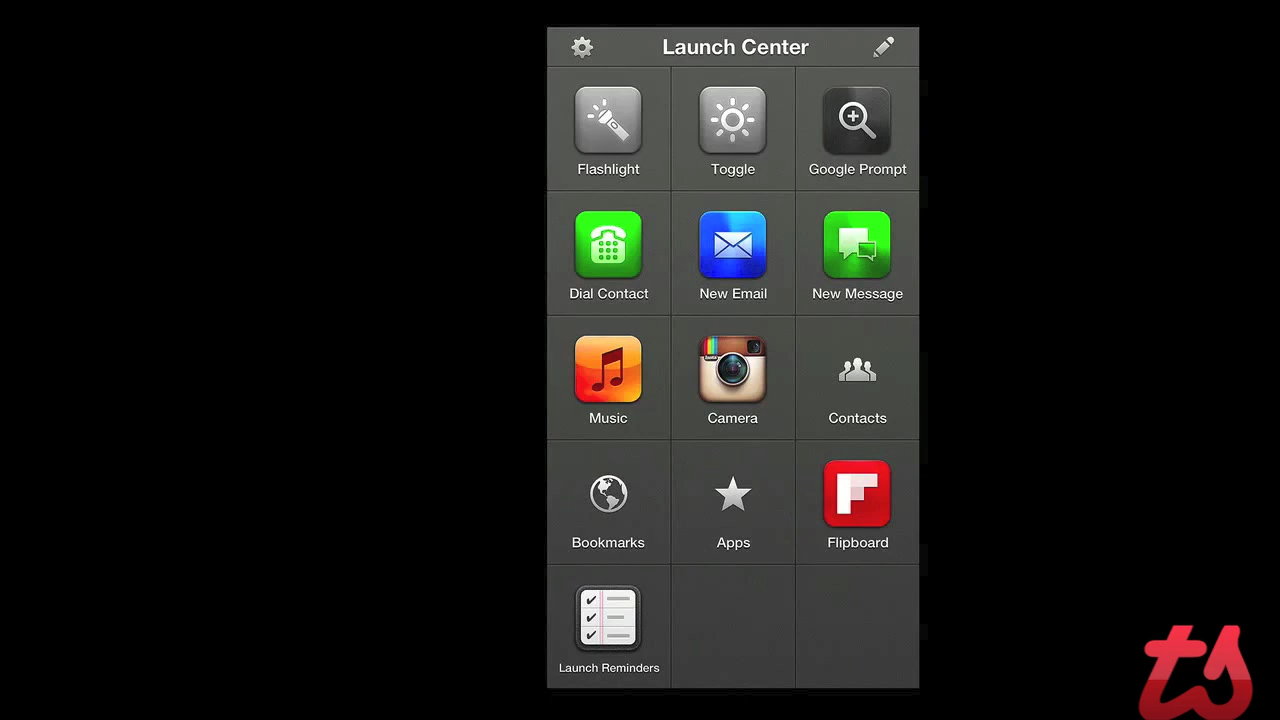 Launch Center
Flashlight
Toggle
Google Prompt
Dial Contact
New Email
New Message
Music
Camera
Contacts
Bookmarks
Apps
Flipboard
Launch Reminders